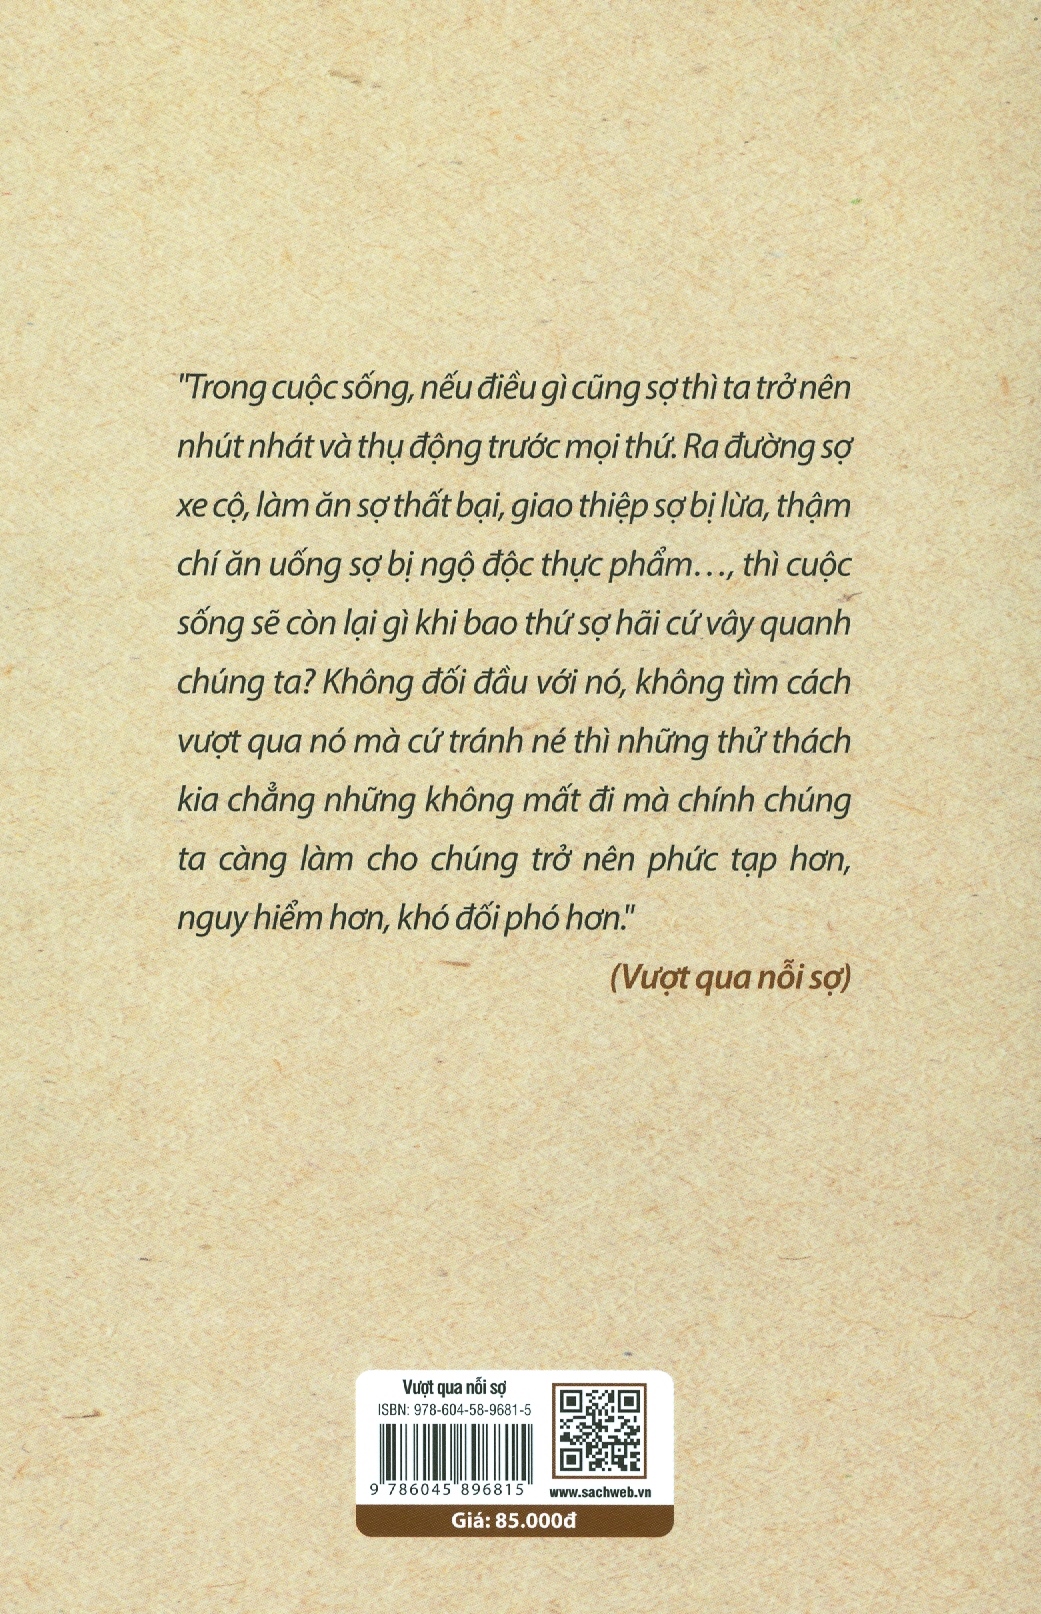 "Trong cuộc sống, nếu điều gì cũng sợ thì ta trở nên
nhút nhát và thụ động trước mọi thứ. Ra đường sợ
xe cộ, làm ăn sợ thất bại, giao thiệp sợ bị lừa, thậm
chí ăn uống sợ bị ngộ độc thực phẩm…, thì cuộc
sống sẽ còn lại gì khi bao thứ sợ hãi cứ vây quanh
chúng ta? Không đối đầu với nó, không tìm cách
vượt qua nó mà cứ tránh né thì những thử thách
kia chẳng những không mất đi mà chính chúng
ta càng làm cho chúng trở nên phức tạp hơn,
nguy hiểm hơn, khó đối phó hơn."
(Vượt qua nỗi sợ)
Vượt qua nỗi sợ
ISBN: 978-604-58-9681-5
9 786045 896815
www.sachweb.vn
Giá: 85.000đ